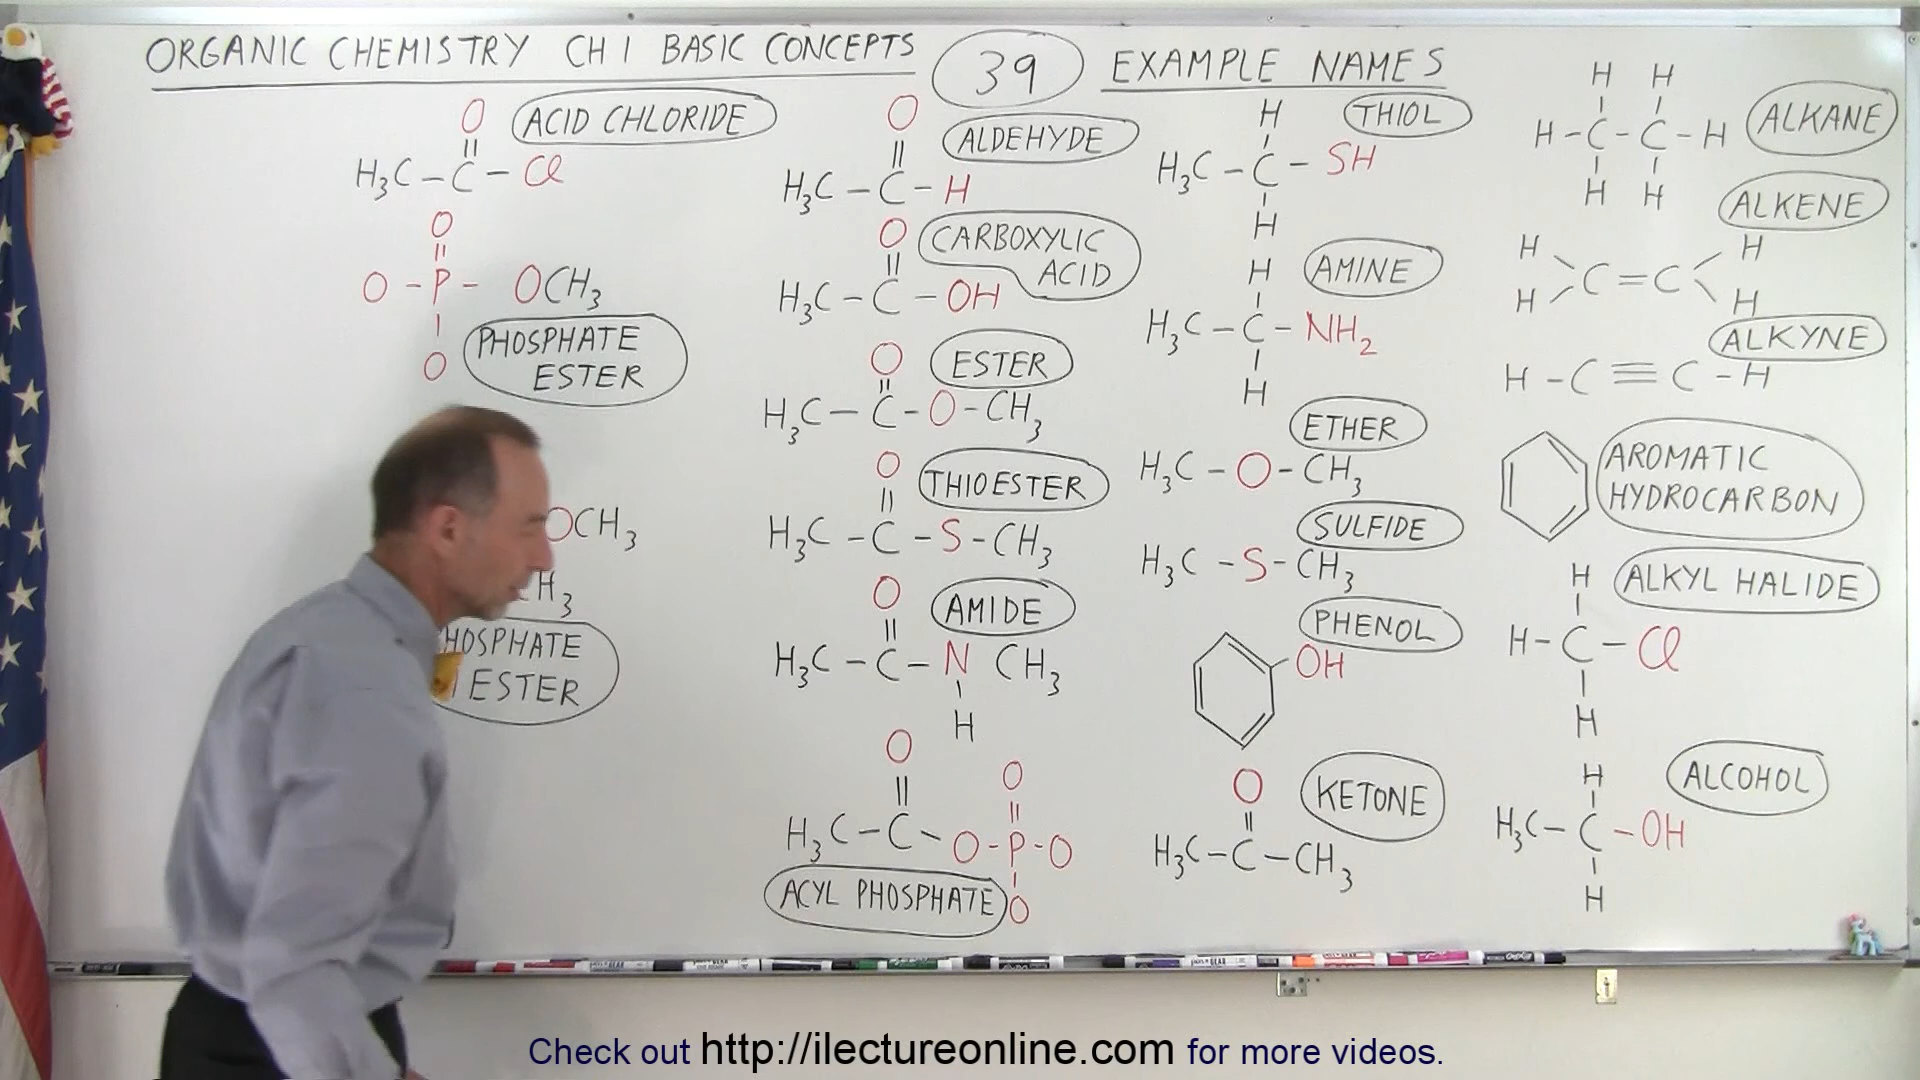 ORGANIC CHEMISTRY CH 1 BASIC CONCEPTS 39 EXAMPLE NAMES
O
ACID CHLORIDE
H₃C – C – Cl
O
O – P – OCH₃
O
PHOSPHATE
ESTER
OCH₃
H₃
HOSPHATE
ESTER
O
ALDEHYDE
H₃C – C – H
O
CARBOXYLIC
ACID
H₃C – C – OH
O
ESTER
H₃C – C – O – CH₃
O
THIOESTER
H₃C – C – S – CH₃
O
AMIDE
H₃C – C – N CH₃
H
O O
H₃C – C – O – P – O
ACYL PHOSPHATE O
H
THIOL
H₃C – C – SH
H
H
AMINE
H₃C – C – NH₂
H
ETHER
H₃C – O – CH₃
SULFIDE
H₃C – S – CH₃
PHENOL
OH
O
KETONE
H₃C – C – CH₃
H H
ALKANE
H – C – C – H
H H
ALKENE
H H
C = C
H H
ALKYNE
H – C ≡ C – H
AROMATIC
HYDROCARBON
ALKYL HALIDE
H
H – C – Cl
H
ALCOHOL
H
H₃C – C – OH
H
Check out http://ilectureonline.com for more videos.